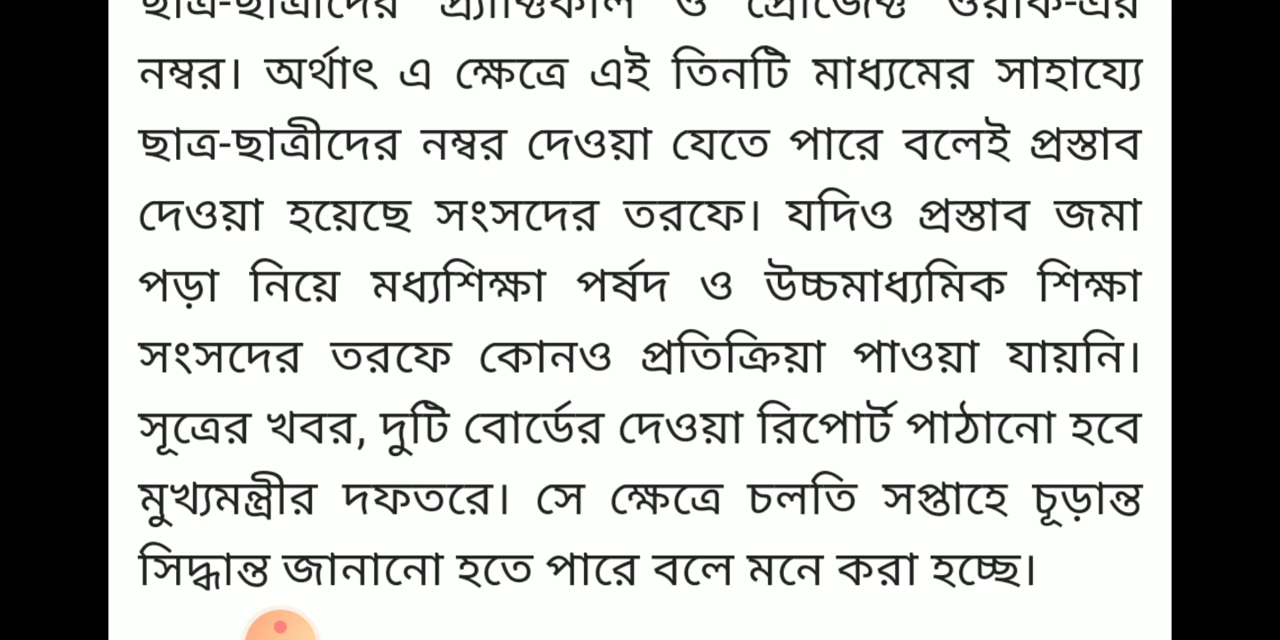 ছাত্র-ছাত্রীদের প্র্যাক্টিকাল ও প্রোজেক্ট ওয়ার্ক-এর
নম্বর। অর্থাৎ এ ক্ষেত্রে এই তিনটি মাধ্যমের সাহায্যে
ছাত্র-ছাত্রীদের নম্বর দেওয়া যেতে পারে বলেই প্রস্তাব
দেওয়া হয়েছে সংসদের তরফে। যদিও প্রস্তাব জমা
পড়া নিয়ে মধ্যশিক্ষা পর্ষদ ও উচ্চমাধ্যমিক শিক্ষা
সংসদের তরফে কোনও প্রতিক্রিয়া পাওয়া যায়নি।
সূত্রের খবর, দুটি বোর্ডের দেওয়া রিপোর্ট পাঠানো হবে
মুখ্যমন্ত্রীর দফতরে। সে ক্ষেত্রে চলতি সপ্তাহে চূড়ান্ত
সিদ্ধান্ত জানানো হতে পারে বলে মনে করা হচ্ছে।